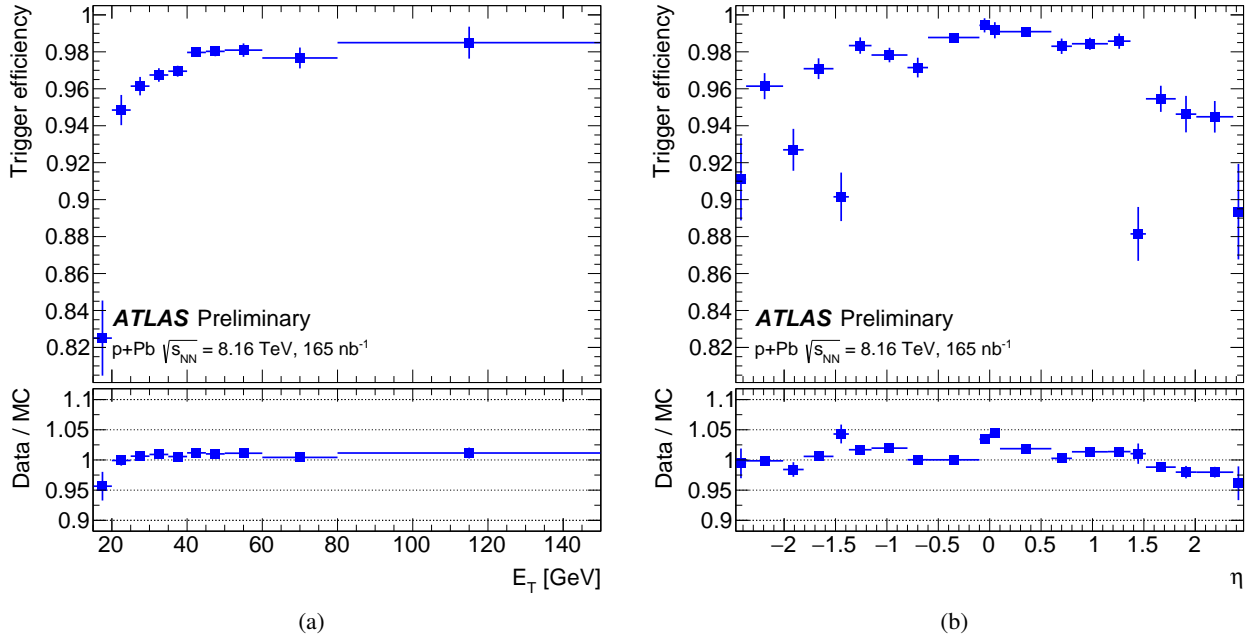 Trigger efficiency
1
0.98
0.96
0.94
0.92
0.9
0.88
0.86
0.84
0.82
ATLAS Preliminary
p+Pb √s_NN = 8.16 TeV, 165 nb⁻¹
Data / MC
1.1
1.05
1
0.95
0.9
20 40 60 80 100 120 140
E_T [GeV]
(a)
Trigger efficiency
1
0.98
0.96
0.94
0.92
0.9
0.88
0.86
0.84
0.82
ATLAS Preliminary
p+Pb √s_NN = 8.16 TeV, 165 nb⁻¹
Data / MC
1.1
1.05
1
0.95
0.9
−2 −1.5 −1 −0.5 0 0.5 1 1.5 2
η
(b)